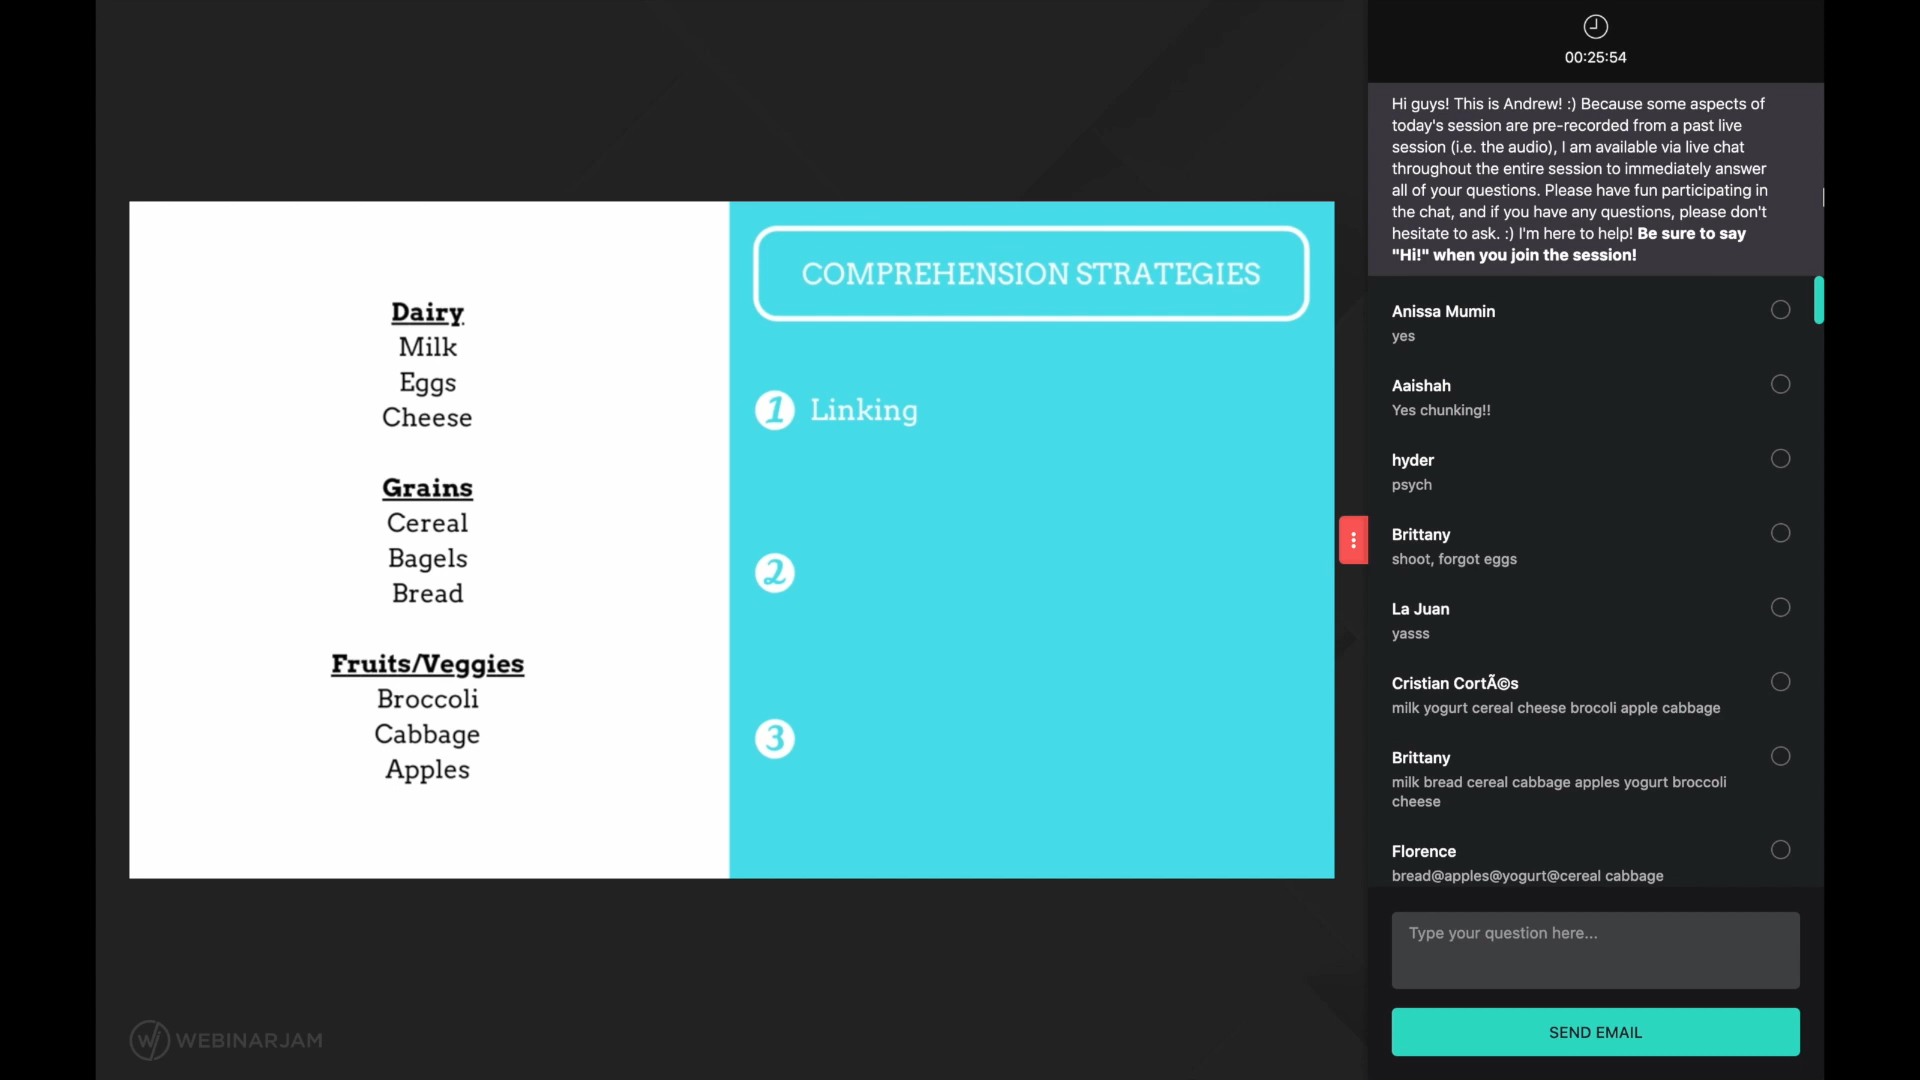 Dairy
Milk
Eggs
Cheese
Grains
Cereal
Bagels
Bread
Fruits/Veggies
Broccoli
Cabbage
Apples
COMPREHENSION STRATEGIES
1 Linking
2
3
WEBINARJAM
00:25:54
Hi guys! This is Andrew! :) Because some aspects of
today's session are pre-recorded from a past live
session (i.e. the audio), I am available via live chat
throughout the entire session to immediately answer
all of your questions. Please have fun participating in
the chat, and if you have any questions, please don't
hesitate to ask. :) I'm here to help! Be sure to say
"Hi!" when you join the session!
Anissa Mumin
yes
Aaishah
Yes chunking!!
hyder
psych
Brittany
shoot, forgot eggs
La Juan
yasss
Cristian CortÃ©s
milk yogurt cereal cheese brocoli apple cabbage
Brittany
milk bread cereal cabbage apples yogurt broccoli
cheese
Florence
bread@apples@yogurt@cereal cabbage
Type your question here...
SEND EMAIL